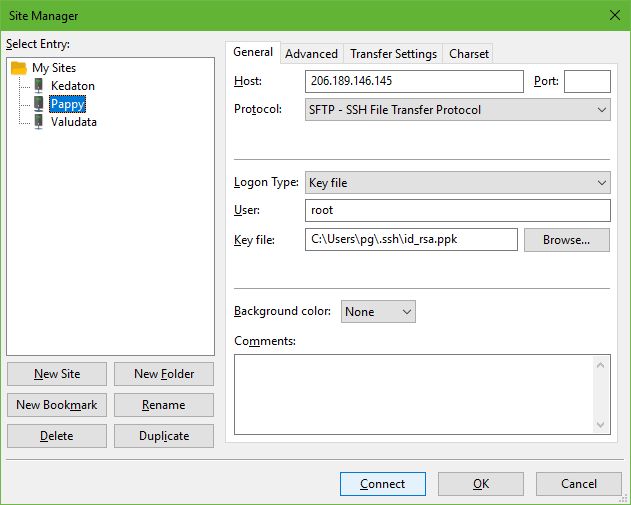 Site Manager
Select Entry:
My Sites
Kedaton
Pappy
Valudata
New Site
New Folder
New Bookmark
Rename
Delete
Duplicate
General
Advanced
Transfer Settings
Charset
Host:
206.189.146.145
Port:
Protocol:
SFTP - SSH File Transfer Protocol
Logon Type:
Key file
User:
root
Key file:
C:\Users\pg\.ssh\id_rsa.ppk
Browse...
Background color:
None
Comments:
Connect
OK
Cancel